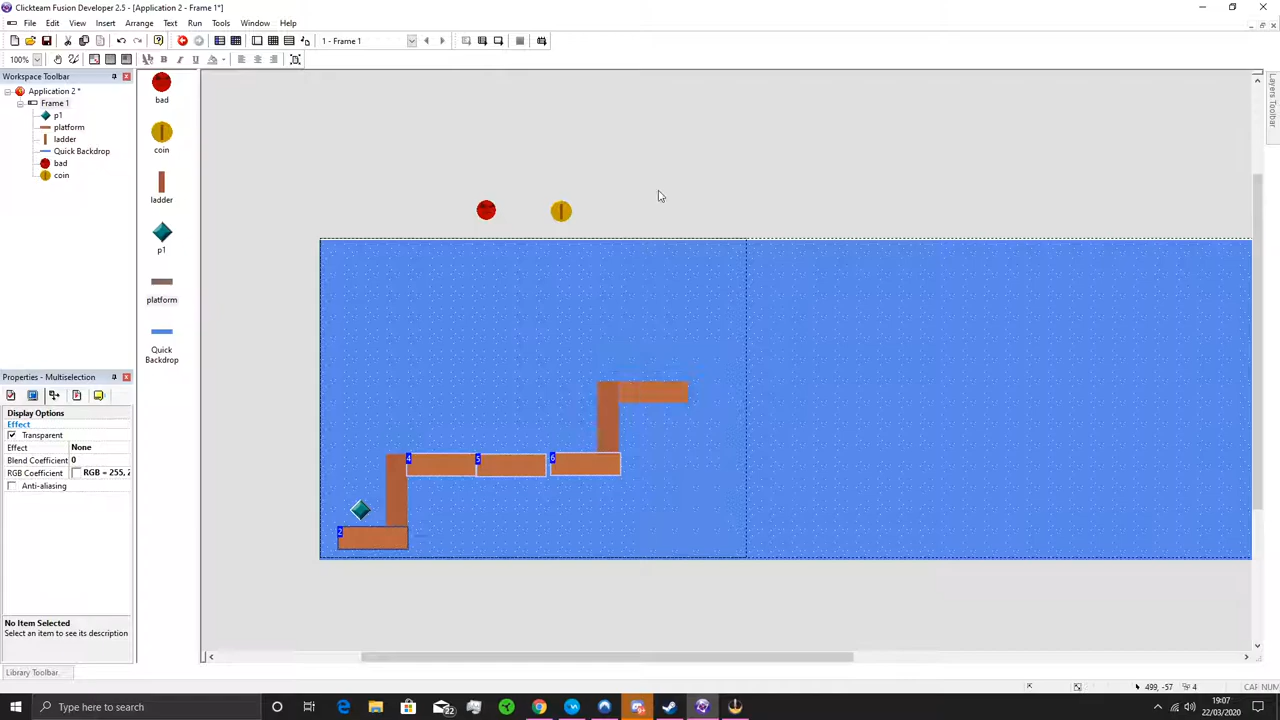 Clickteam Fusion Developer 2.5 - [Application 2 - Frame 1*]
File Edit View Insert Arrange Text Run Tools Window Help
1 - Frame 1
100%
B I U
Workspace Toolbar
Application 2 *
Frame 1
p1
platform
ladder
Quick Backdrop
bad
coin
bad
coin
ladder
p1
platform
Quick
Backdrop
Layers Toolbar
4 5 6
2
Properties - Multiselection
Display Options
Effect
Transparent
Effect None
Blend Coefficient 0
RGB Coefficient RGB = 255, 2
Anti-aliasing
No Item Selected
Select an item to see its description
Library Toolbar
499, -57 4 CAP NUM
Type here to search
22
19:07
22/03/2020